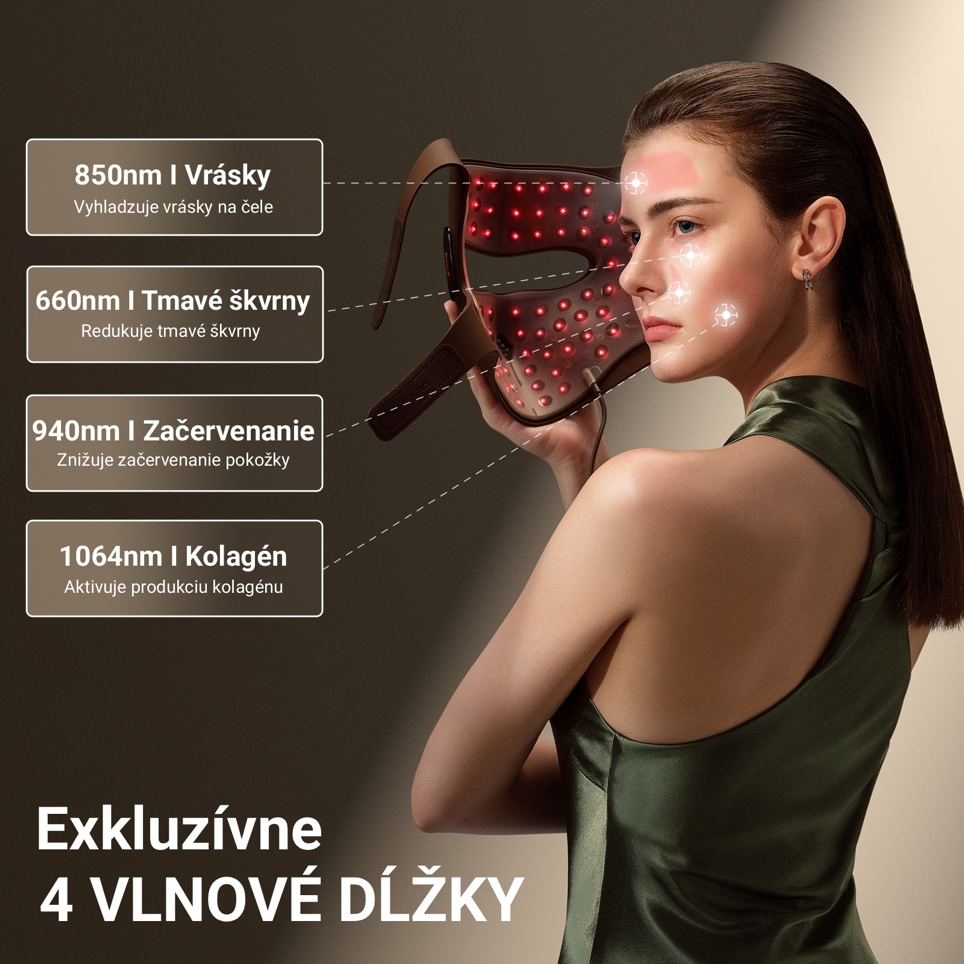 850nm I Vrásky
Vyhladzuje vrásky na čele
660nm I Tmavé škvrny
Redukuje tmavé škvrny
940nm I Začervenanie
Znižuje začervenanie pokožky
1064nm I Kolagén
Aktivuje produkciu kolagénu
Exkluzívne
4 VLNOVÉ DĹŽKY